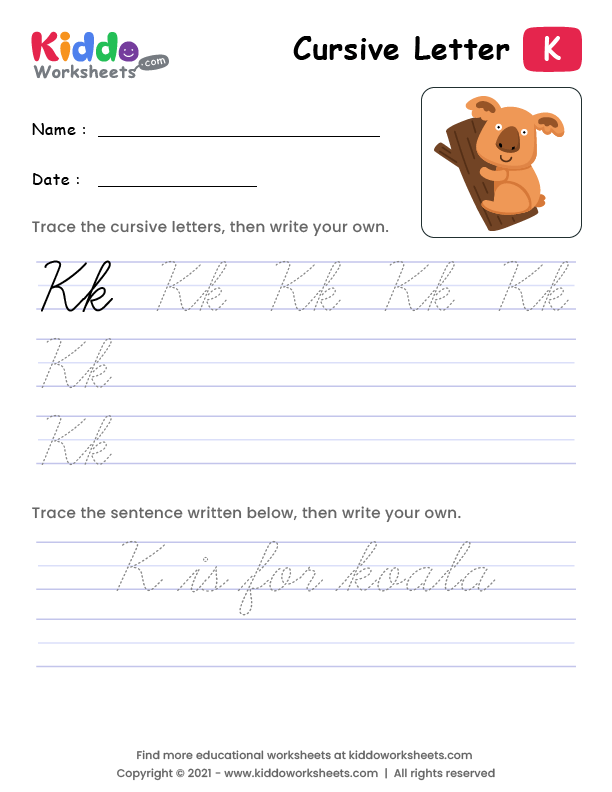 Kiddo Cursive Letter K
Worksheets.com
Name :
Date :
Trace the cursive letters, then write your own.
Kk Kk Kk Kk Kk
Kk
Kk
Trace the sentence written below, then write your own.
K is for koala
Find more educational worksheets at kiddoworksheets.com
Copyright © 2021 - www.kiddoworksheets.com | All rights reserved